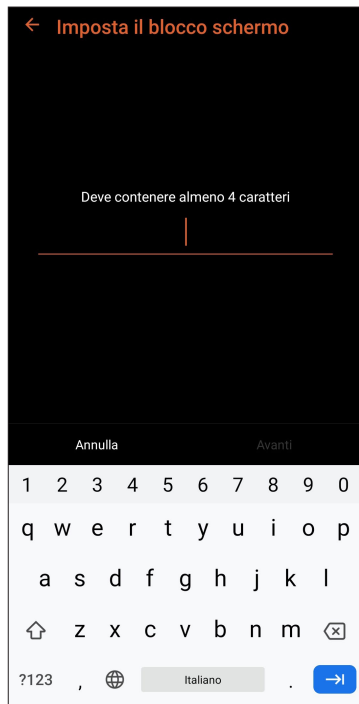 Imposta il blocco schermo
Deve contenere almeno 4 caratteri
Annulla Avanti
1 2 3 4 5 6 7 8 9 0
q w e r t y u i o p
a s d f g h j k l
z x c v b n m
?123 , Italiano .